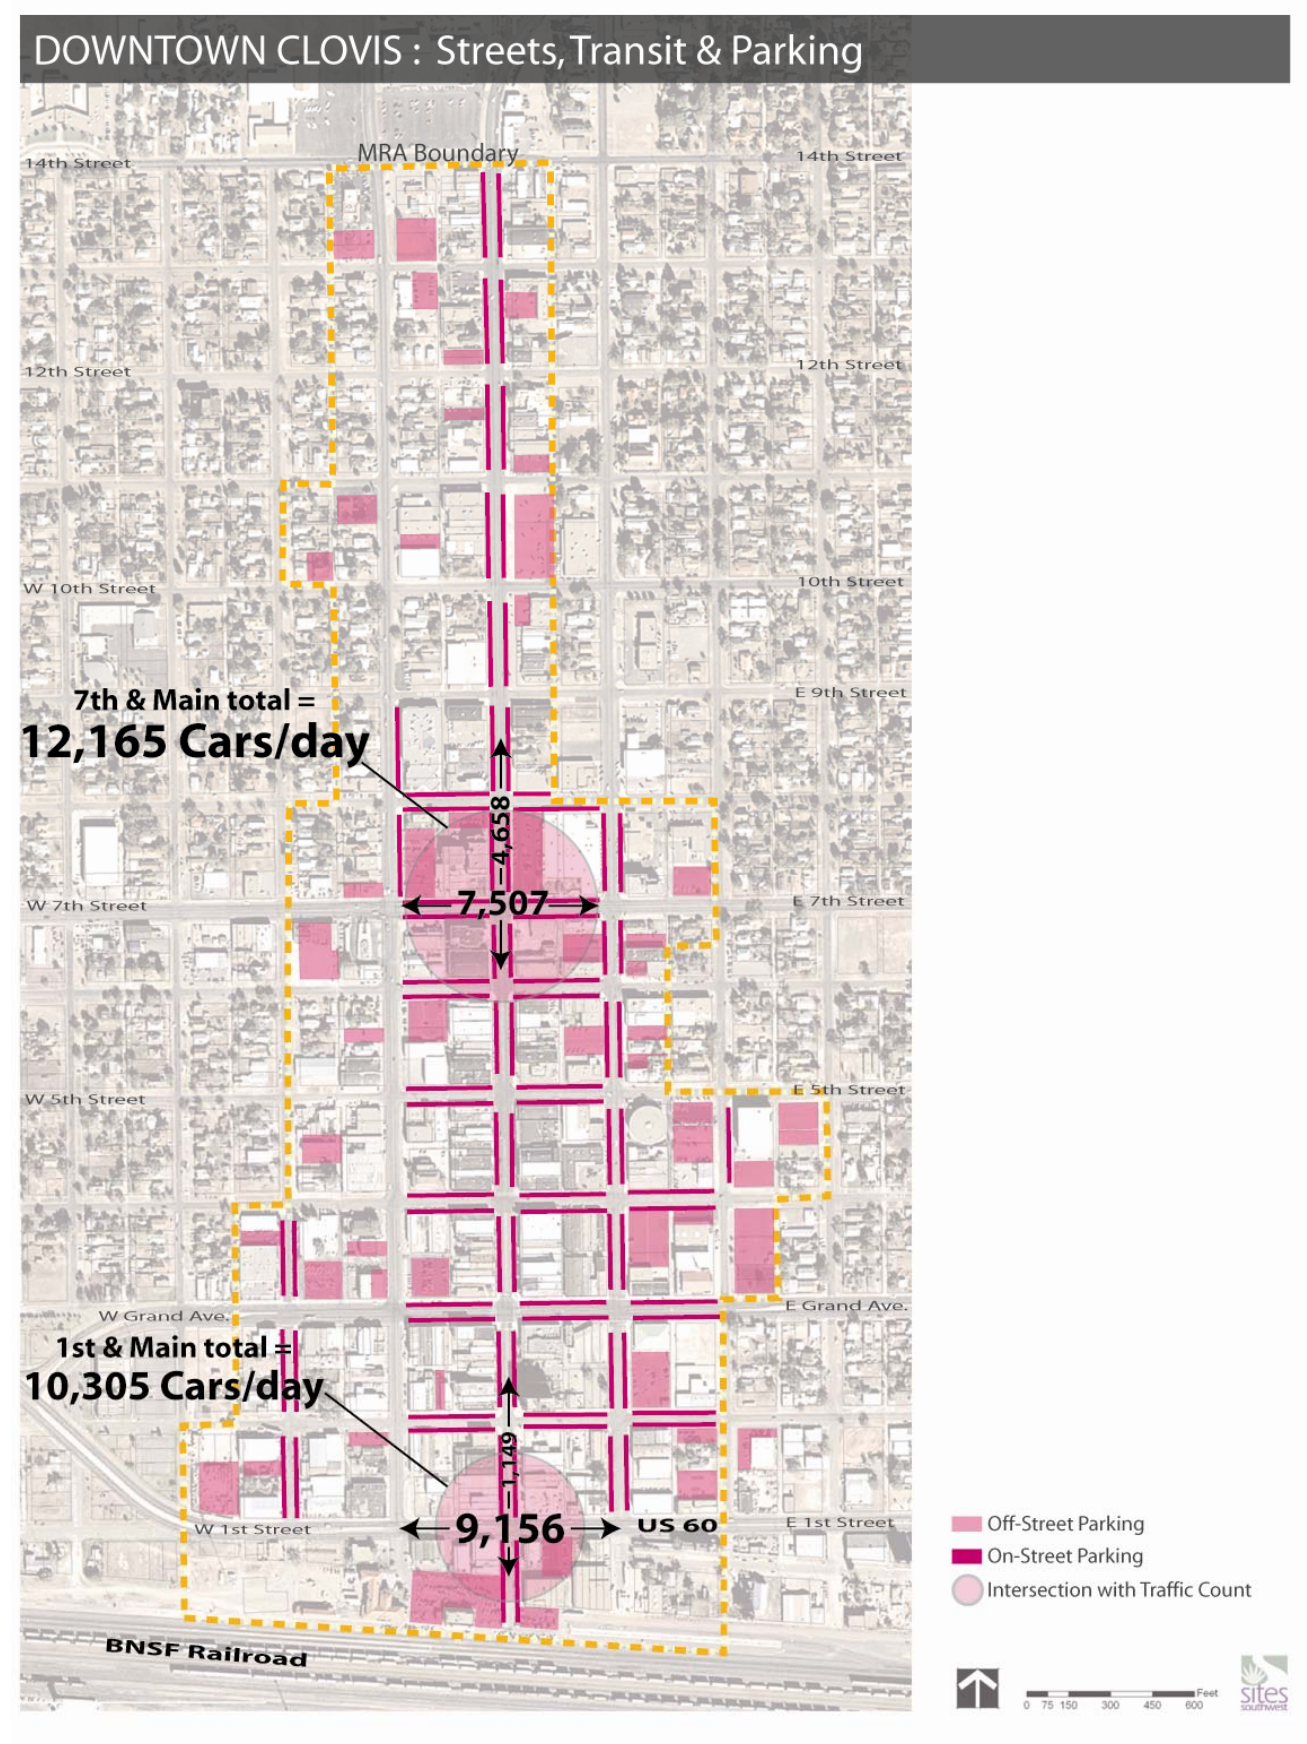 DOWNTOWN CLOVIS : Streets, Transit & Parking
MRA Boundary
14th Street
14th Street
12th Street
12th Street
W 10th Street
10th Street
E 9th Street
7th & Main total =
12,165 Cars/day
4,658
7,507
W 7th Street
E 7th Street
W 5th Street
E 5th Street
W Grand Ave.
E Grand Ave.
1st & Main total =
10,305 Cars/day
1,149
9,156
US 60
W 1st Street
E 1st Street
BNSF Railroad
Off-Street Parking
On-Street Parking
Intersection with Traffic Count
Feet
0 75 150 300 450 600
sites
southwest